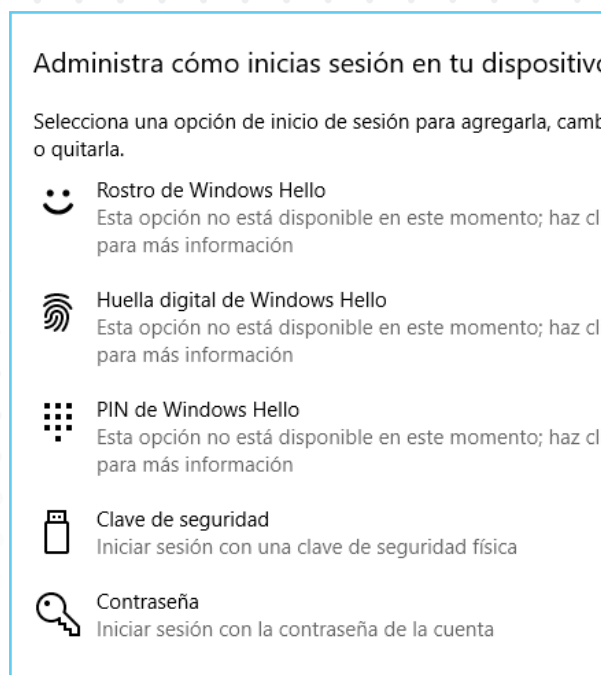 Administra cómo inicias sesión en tu dispositivo
Selecciona una opción de inicio de sesión para agregarla, camb
o quitarla.
Rostro de Windows Hello
Esta opción no está disponible en este momento; haz cl
para más información
Huella digital de Windows Hello
Esta opción no está disponible en este momento; haz cl
para más información
PIN de Windows Hello
Esta opción no está disponible en este momento; haz cl
para más información
Clave de seguridad
Iniciar sesión con una clave de seguridad física
Contraseña
Iniciar sesión con la contraseña de la cuenta